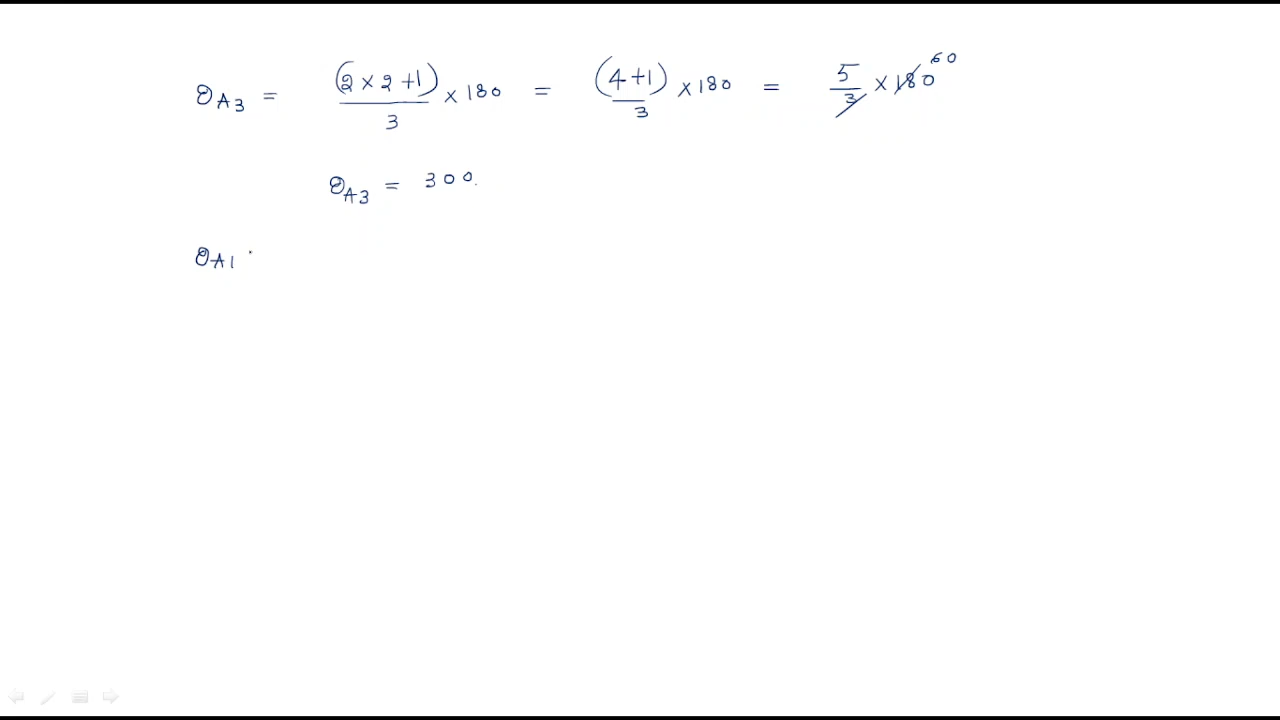 θA3 = (2 × 2 + 1)/3 × 180 = (4 + 1)/3 × 180 = 5/3 × 180 60
θA3 = 300.
θA1